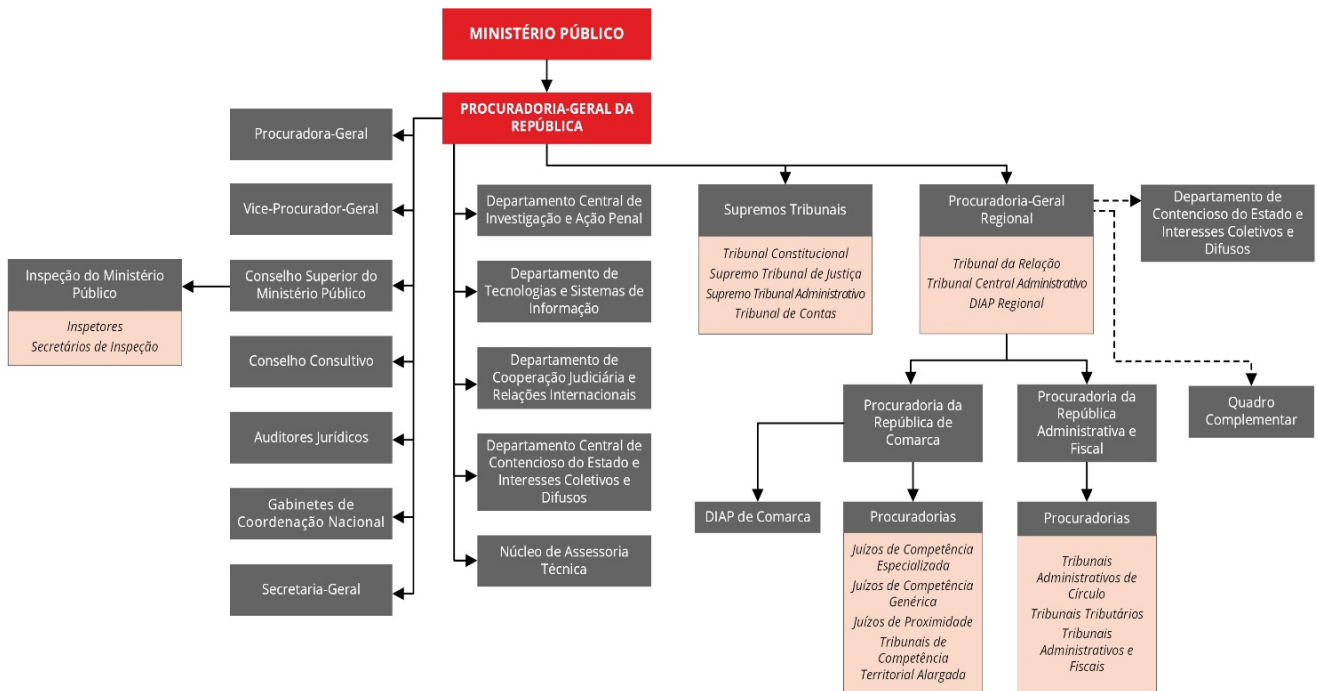 MINISTÉRIO PÚBLICO
PROCURADORIA-GERAL DA
REPÚBLICA
Procuradora-Geral
Vice-Procurador-Geral
Conselho Superior do
Ministério Público
Inspeção do Ministério
Público
Inspetores
Secretários de Inspeção
Conselho Consultivo
Auditores Jurídicos
Gabinetes de
Coordenação Nacional
Secretaria-Geral
Departamento Central de
Investigação e Ação Penal
Departamento de
Tecnologias e Sistemas de
Informação
Departamento de
Cooperação Judiciária e
Relações Internacionais
Departamento Central de
Contencioso do Estado e
Interesses Coletivos e
Difusos
Núcleo de Assessoria
Técnica
Supremos Tribunais
Tribunal Constitucional
Supremo Tribunal de Justiça
Supremo Tribunal Administrativo
Tribunal de Contas
Procuradoria-Geral
Regional
Tribunal da Relação
Tribunal Central Administrativo
DIAP Regional
Departamento de
Contencioso do Estado e
Interesses Coletivos e
Difusos
Quadro
Complementar
Procuradoria da
República de
Comarca
DIAP de Comarca
Procuradorias
Juízos de Competência
Especializada
Juízos de Competência
Genérica
Juízos de Proximidade
Tribunais de
Competência
Territorial Alargada
Procuradoria da
República
Administrativa e
Fiscal
Procuradorias
Tribunais
Administrativos de
Círculo
Tribunais Tributários
Tribunais
Administrativos e
Fiscais